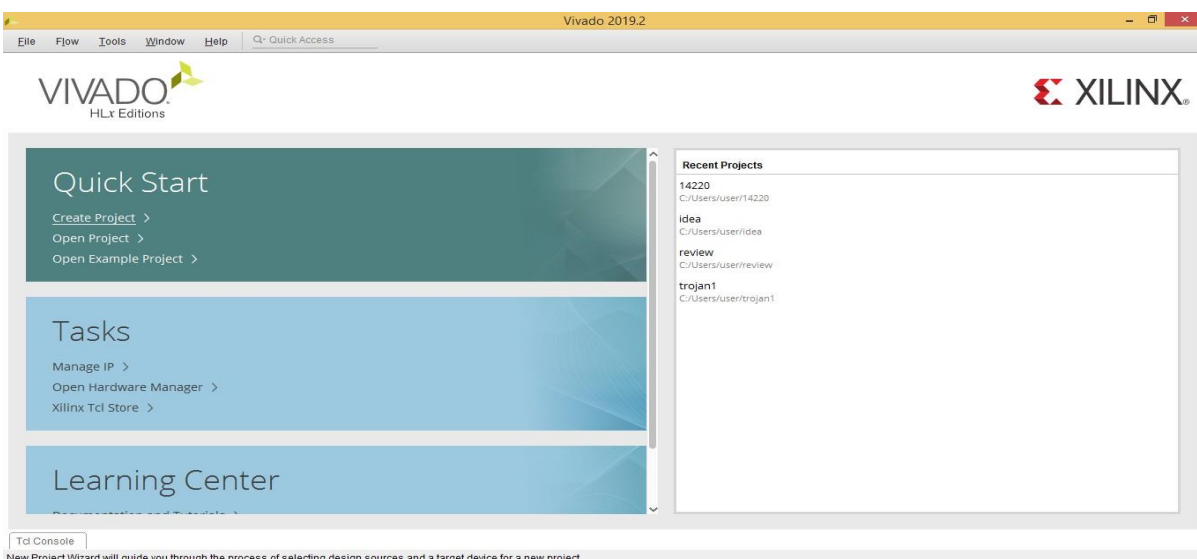 Vivado 2019.2
File Flow Tools Window Help Quick Access
VIVADO.
HLx Editions
XILINX®
Quick Start
Create Project >
Open Project >
Open Example Project >
Tasks
Manage IP >
Open Hardware Manager >
Xilinx Tcl Store >
Learning Center
Documentation and Tutorials >
Recent Projects
14220
C:/Users/user/14220
idea
C:/Users/user/idea
review
C:/Users/user/review
trojan1
C:/Users/user/trojan1
Tcl Console
New Project Wizard will guide you through the process of selecting design sources and a target device for a new project